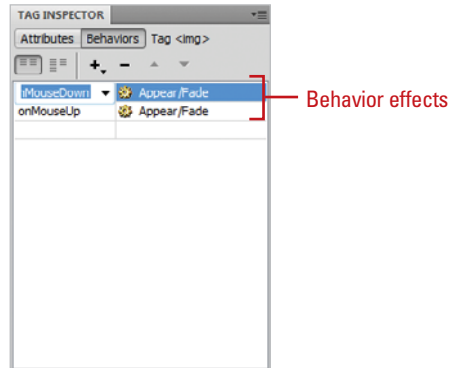 TAG INSPECTOR
Attributes Behaviors Tag <img>
MouseDown Appear/Fade
onMouseUp Appear/Fade
Behavior effects